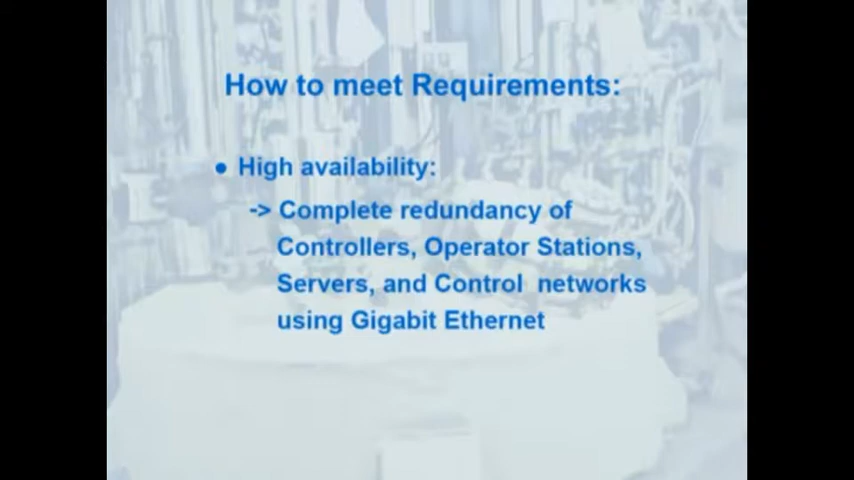 How to meet Requirements:
● High availability:
-> Complete redundancy of
Controllers, Operator Stations,
Servers, and Control networks
using Gigabit Ethernet